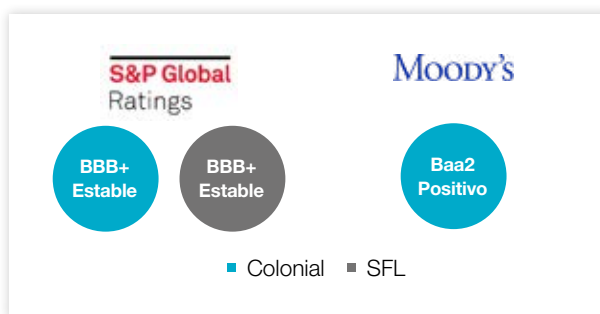 S&P Global
Ratings
MOODY'S
BBB+
Estable
BBB+
Estable
Baa2
Positivo
Colonial
SFL